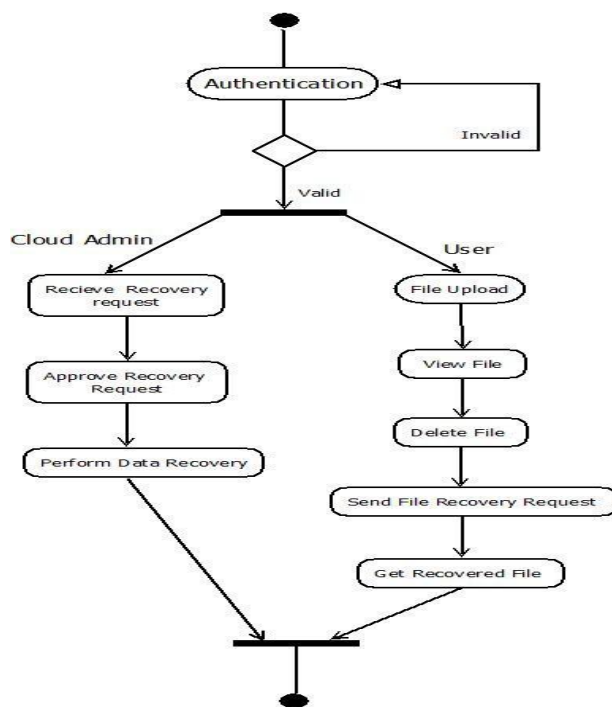 Authentication
Invalid
Valid
Cloud Admin
User
Recieve Recovery
request
File Upload
Approve Recovery
Request
View File
Delete File
Perform Data Recovery
Send File Recovery Request
Get Recovered File